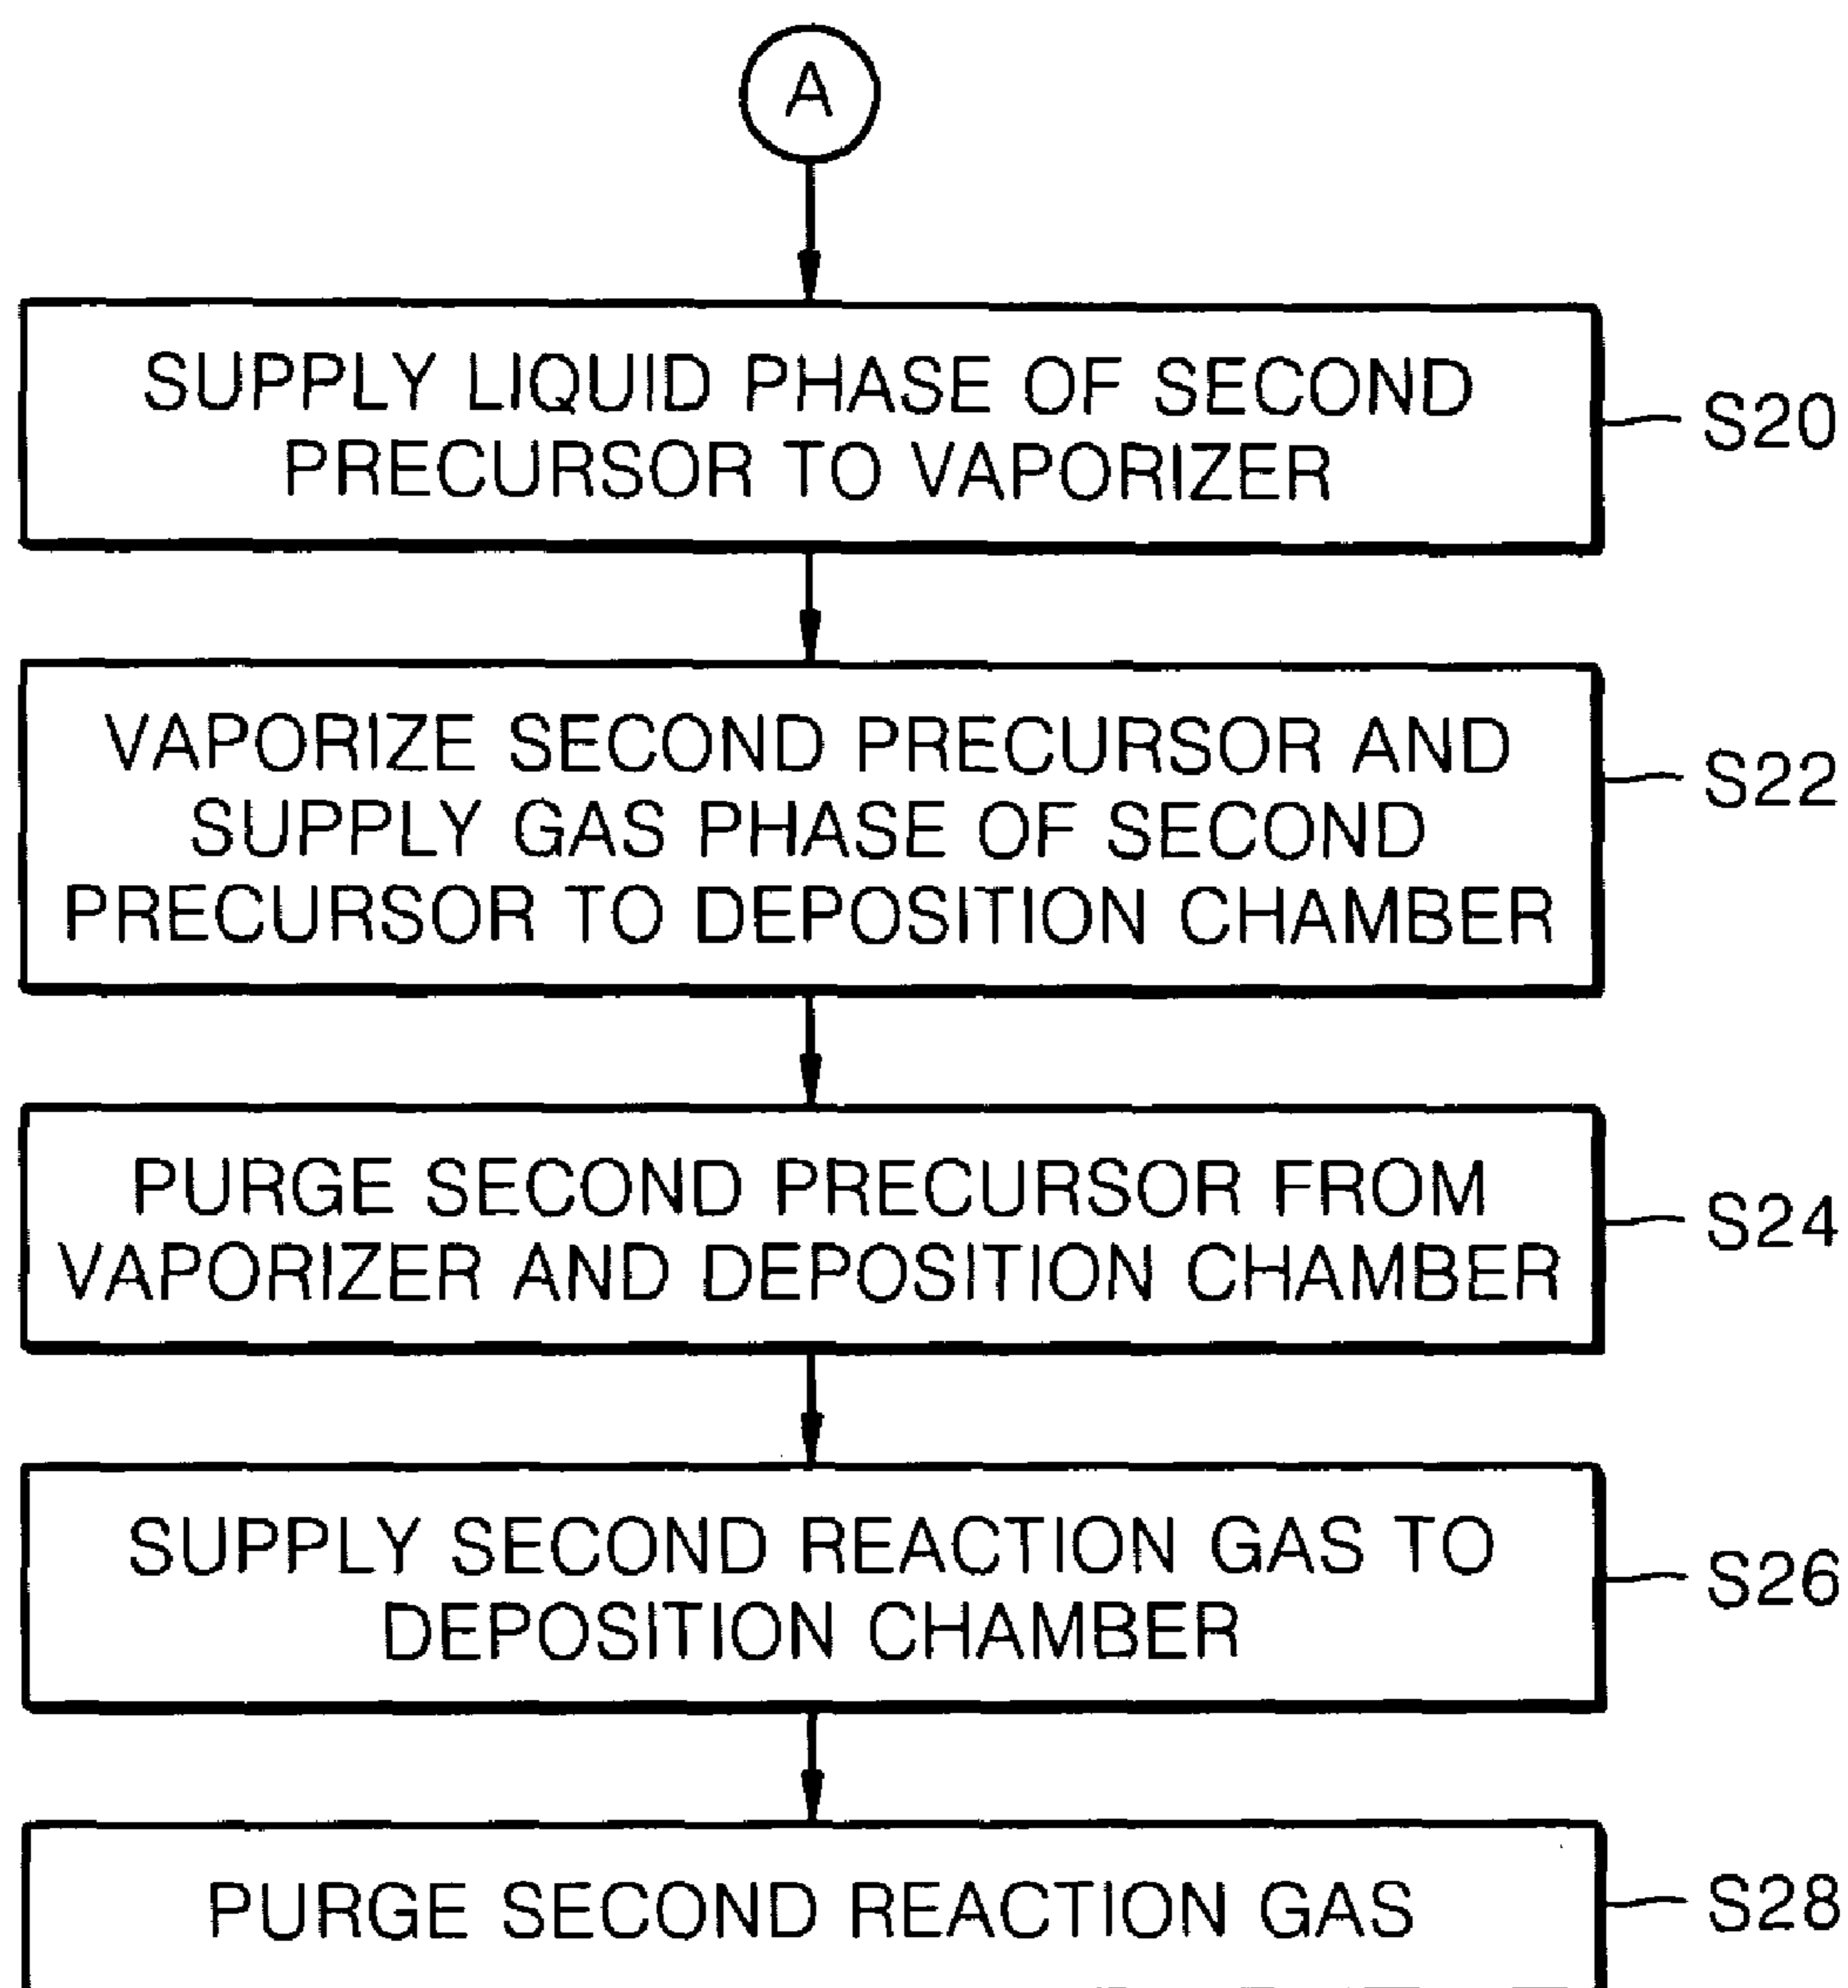 A
SUPPLY LIQUID PHASE OF SECOND
PRECURSOR TO VAPORIZER
S20
VAPORIZE SECOND PRECURSOR AND
SUPPLY GAS PHASE OF SECOND
PRECURSOR TO DEPOSITION CHAMBER
S22
PURGE SECOND PRECURSOR FROM
VAPORIZER AND DEPOSITION CHAMBER
S24
SUPPLY SECOND REACTION GAS TO
DEPOSITION CHAMBER
S26
PURGE SECOND REACTION GAS
S28